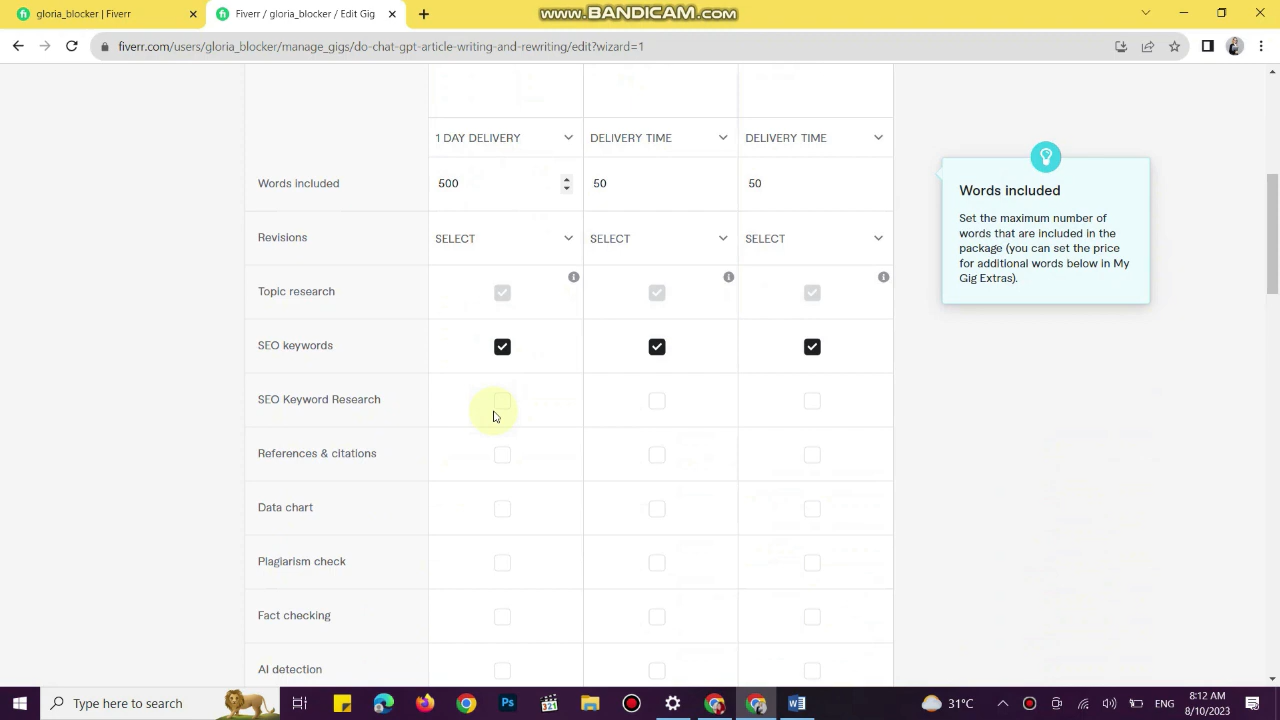 www.BANDICAM.com
gloria_blocker | Fiverr
Fiverr / gloria_blocker / Edit Gig
fiverr.com/users/gloria_blocker/manage_gigs/do-chat-gpt-article-writing-and-rewriting/edit?wizard=1
1 DAY DELIVERY DELIVERY TIME DELIVERY TIME
Words included 500 50 50
Revisions SELECT SELECT SELECT
Topic research
SEO keywords
SEO Keyword Research
References & citations
Data chart
Plagiarism check
Fact checking
AI detection
Words included
Set the maximum number of
words that are included in the
package (you can set the price
for additional words below in My
Gig Extras).
Type here to search
31°C
ENG
8:12 AM
8/10/2023